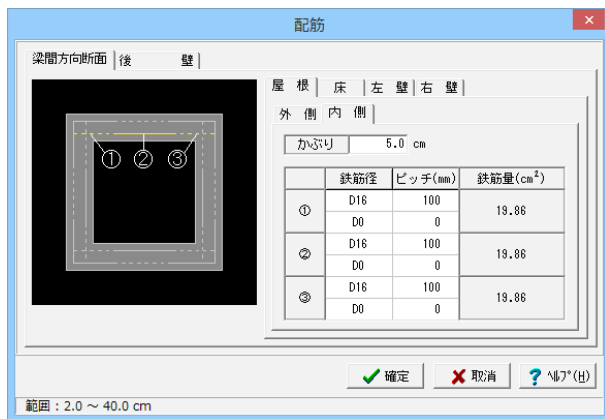 配筋
梁間方向断面 後 壁
屋 根 床 左 壁 右 壁
外 側 内 側
かぶり 5.0 cm
① ② ③
鉄筋径 ピッチ(mm) 鉄筋量(cm²)
① D16 100 19.86
D0 0
② D16 100 19.86
D0 0
③ D16 100 19.86
D0 0
確定 取消 ? ヘルプ(H)
範囲:2.0 ~ 40.0 cm